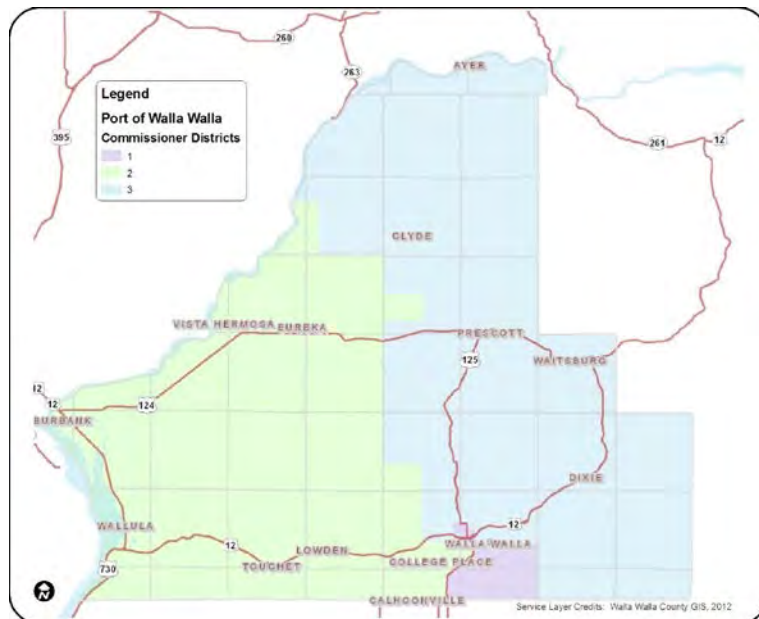 260
AYER
263
Legend
Port of Walla Walla
Commissioner Districts
1
2
3
395
261
12
CLYDE
VISTA HERMOSA
EUREKA
PRESCOTT
125
WAITSBURG
12
12
124
BURBANK
DIXIE
WALLULA
12
WALLA WALLA
12
LOWDEN
TOUCHET
COLLEGE PLACE
730
CALHOONVILLE
N
Service Layer Credits: Walla Walla County GIS, 2012